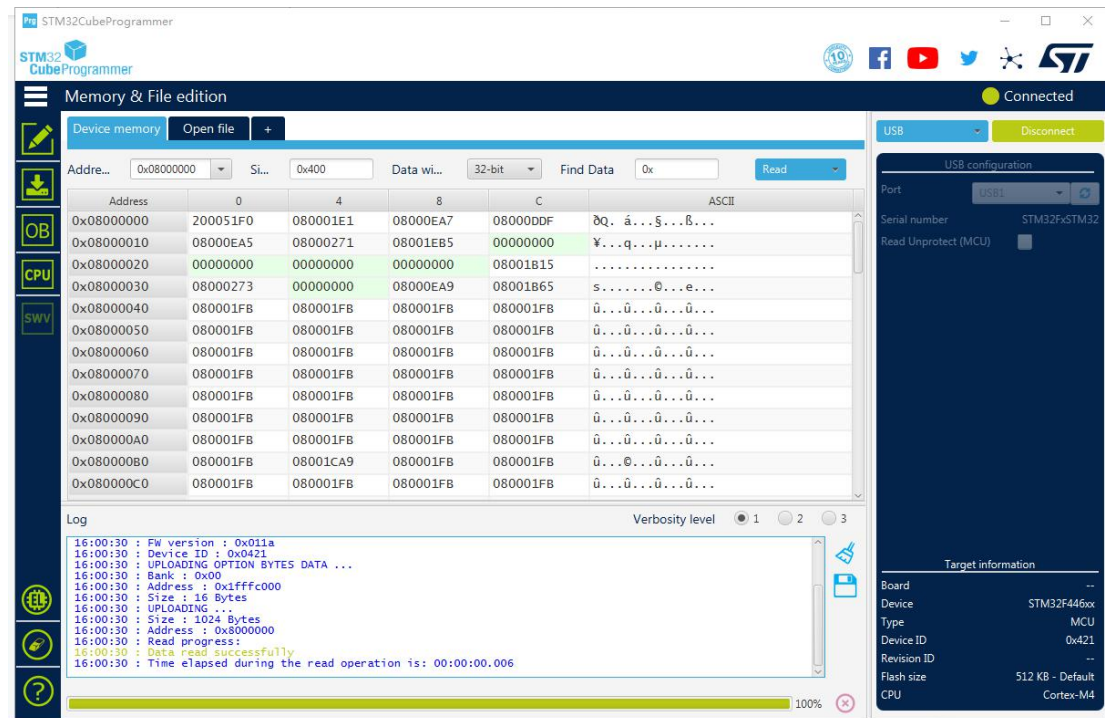 Prg STM32CubeProgrammer
STM32
CubeProgrammer
10
Memory & File edition
Connected
Device memory Open file +
USB Disconnect
Addre... 0x08000000 Si... 0x400 Data wi... 32-bit Find Data 0x Read
USB configuration
Port USB1
Serial number STM32FxSTM32
Read Unprotect (MCU)
Address 0 4 8 C ASCII
0x08000000 200051F0 080001E1 08000EA7 08000DDF ðQ. á...§...ß...
0x08000010 08000EA5 08000271 08001EB5 00000000 ¥...q...µ.......
0x08000020 00000000 00000000 00000000 08001B15 ................
0x08000030 08000273 00000000 08000EA9 08001B65 s.......©...e...
0x08000040 080001FB 080001FB 080001FB 080001FB û...û...û...û...
0x08000050 080001FB 080001FB 080001FB 080001FB û...û...û...û...
0x08000060 080001FB 080001FB 080001FB 080001FB û...û...û...û...
0x08000070 080001FB 080001FB 080001FB 080001FB û...û...û...û...
0x08000080 080001FB 080001FB 080001FB 080001FB û...û...û...û...
0x08000090 080001FB 080001FB 080001FB 080001FB û...û...û...û...
0x080000A0 080001FB 080001FB 080001FB 080001FB û...û...û...û...
0x080000B0 080001FB 08001CA9 080001FB 080001FB û...©...û...û...
0x080000C0 080001FB 080001FB 080001FB 080001FB û...û...û...û...
OB
CPU
SWV
Log Verbosity level 1 2 3
16:00:30 : FW version : 0x011a
16:00:30 : Device ID : 0x0421
16:00:30 : UPLOADING OPTION BYTES DATA ...
16:00:30 : Bank : 0x00
16:00:30 : Address : 0x1fffc000
16:00:30 : Size : 16 Bytes
16:00:30 : UPLOADING ...
16:00:30 : Size : 1024 Bytes
16:00:30 : Address : 0x8000000
16:00:30 : Read progress:
16:00:30 : Data read successfully
16:00:30 : Time elapsed during the read operation is: 00:00:00.006
100%
Target information
Board --
Device STM32F446xx
Type MCU
Device ID 0x421
Revision ID --
Flash size 512 KB - Default
CPU Cortex-M4